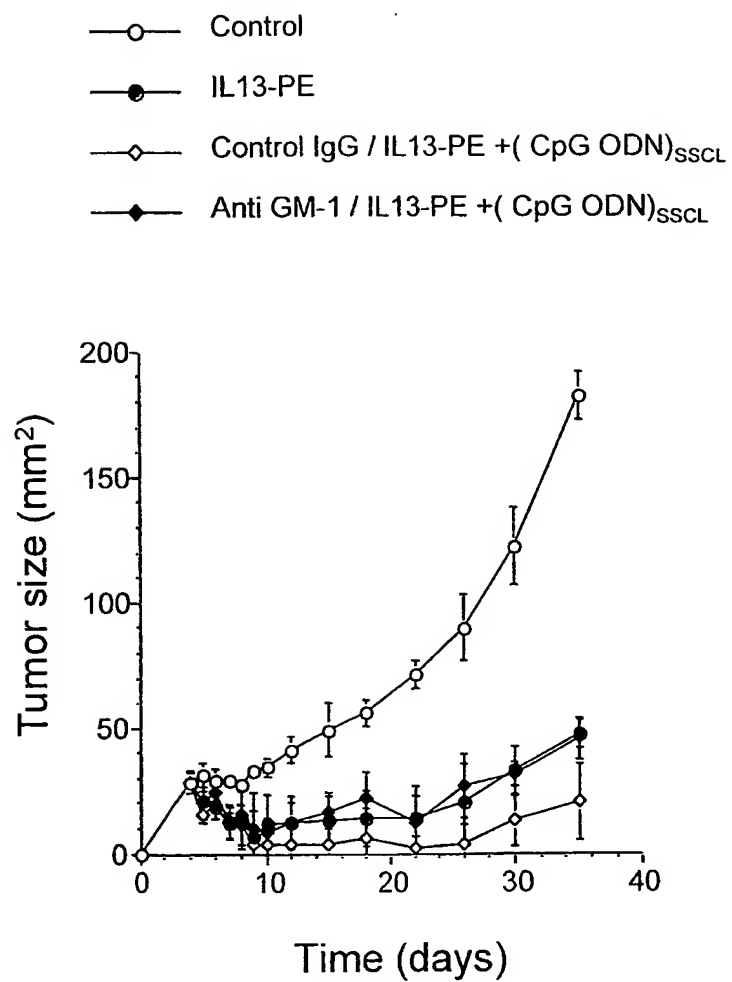 Control
IL13-PE
Control IgG / IL13-PE +( CpG ODN)SSCL
Anti GM-1 / IL13-PE +( CpG ODN)SSCL
200
150
100
50
0
Tumor size (mm2)
0 10 20 30 40
Time (days)